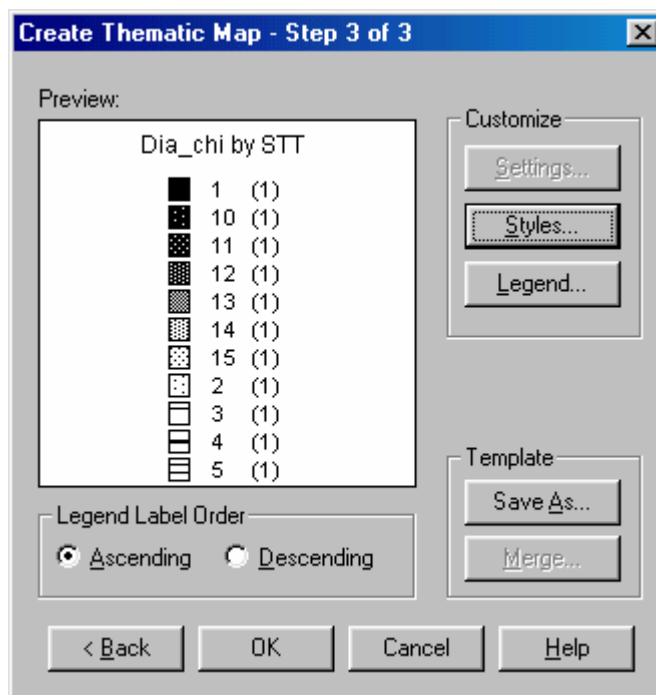 Create Thematic Map - Step 3 of 3
Preview:
Dia_chi by STT
1 (1)
10 (1)
11 (1)
12 (1)
13 (1)
14 (1)
15 (1)
2 (1)
3 (1)
4 (1)
5 (1)
Legend Label Order
Ascending Descending
Customize
Settings...
Styles...
Legend...
Template
Save As...
Merge...
< Back OK Cancel Help